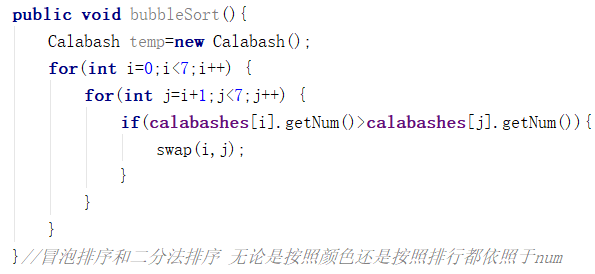 public void bubbleSort(){
Calabash temp=new Calabash();
for(int i=0;i<7;i++) {
for(int j=i+1;j<7;j++) {
if(calabashes[i].getNum()>calabashes[j].getNum()){
swap(i,j);
}
}
}
}//冒泡排序和二分法排序 无论是按照颜色还是按照排行都依照于num